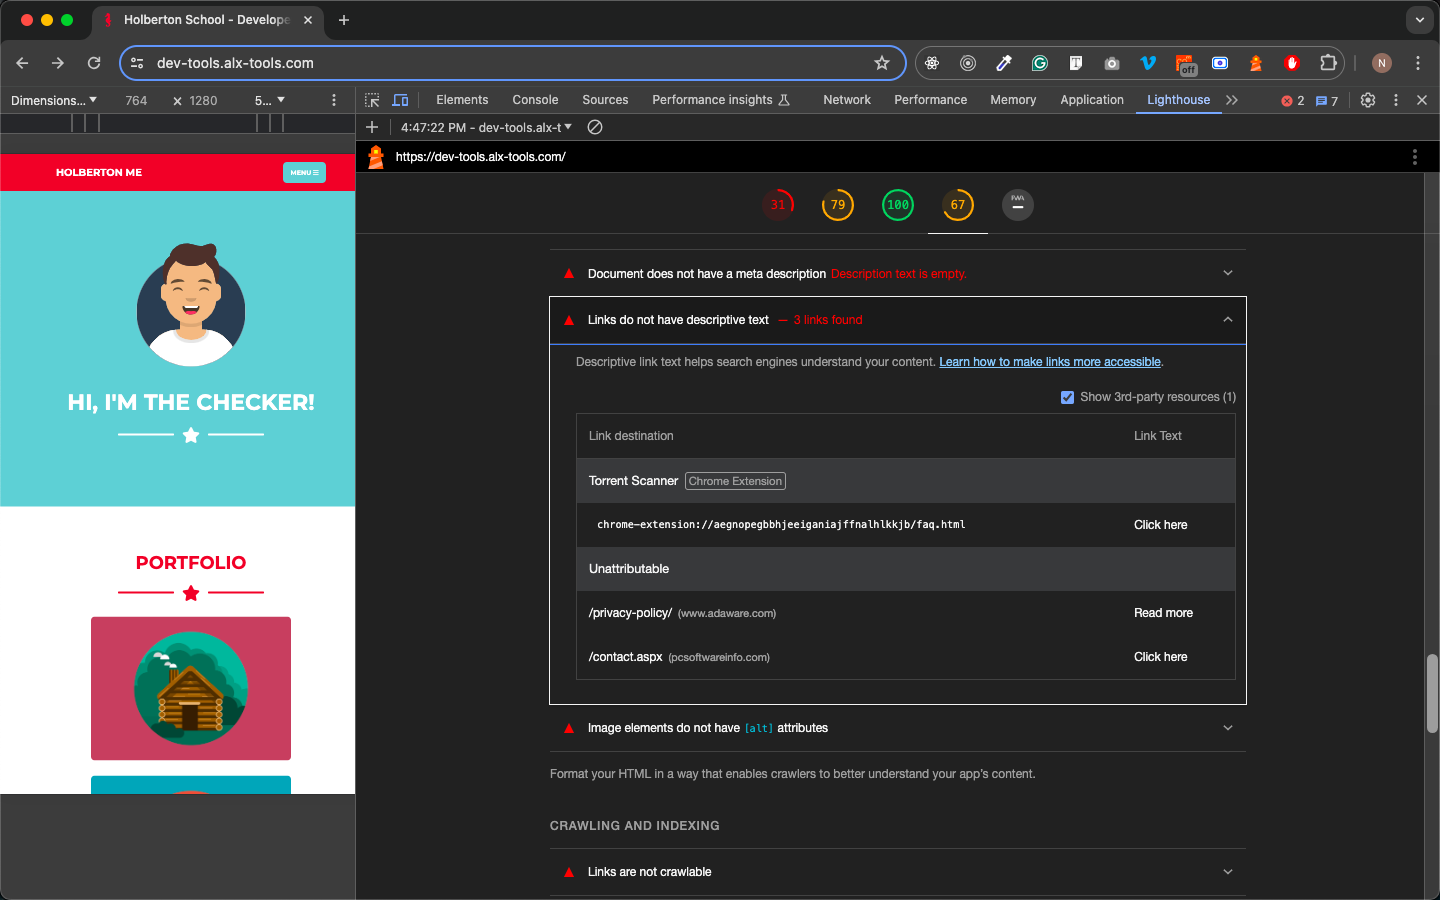 Holberton School - Develope
dev-tools.alx-tools.com
off
N
Dimensions...
764
x
1280
5...
Elements
Console
Sources
Performance insights
Network
Performance
Memory
Application
Lighthouse
2
7
4:47:22 PM - dev-tools.alx-t
https://dev-tools.alx-tools.com/
HOLBERTON ME
MENU
HI, I'M THE CHECKER!
PORTFOLIO
31
79
100
67
PWA
Document does not have a meta description Description text is empty.
Links do not have descriptive text — 3 links found
Descriptive link text helps search engines understand your content. Learn how to make links more accessible.
Show 3rd-party resources (1)
Link destination
Link Text
Torrent Scanner Chrome Extension
chrome-extension://aegnopegbbhjeeiganiajffnalhlkkjb/faq.html
Click here
Unattributable
/privacy-policy/ (www.adaware.com)
Read more
/contact.aspx (pcsoftwareinfo.com)
Click here
Image elements do not have [alt] attributes
Format your HTML in a way that enables crawlers to better understand your app's content.
CRAWLING AND INDEXING
Links are not crawlable